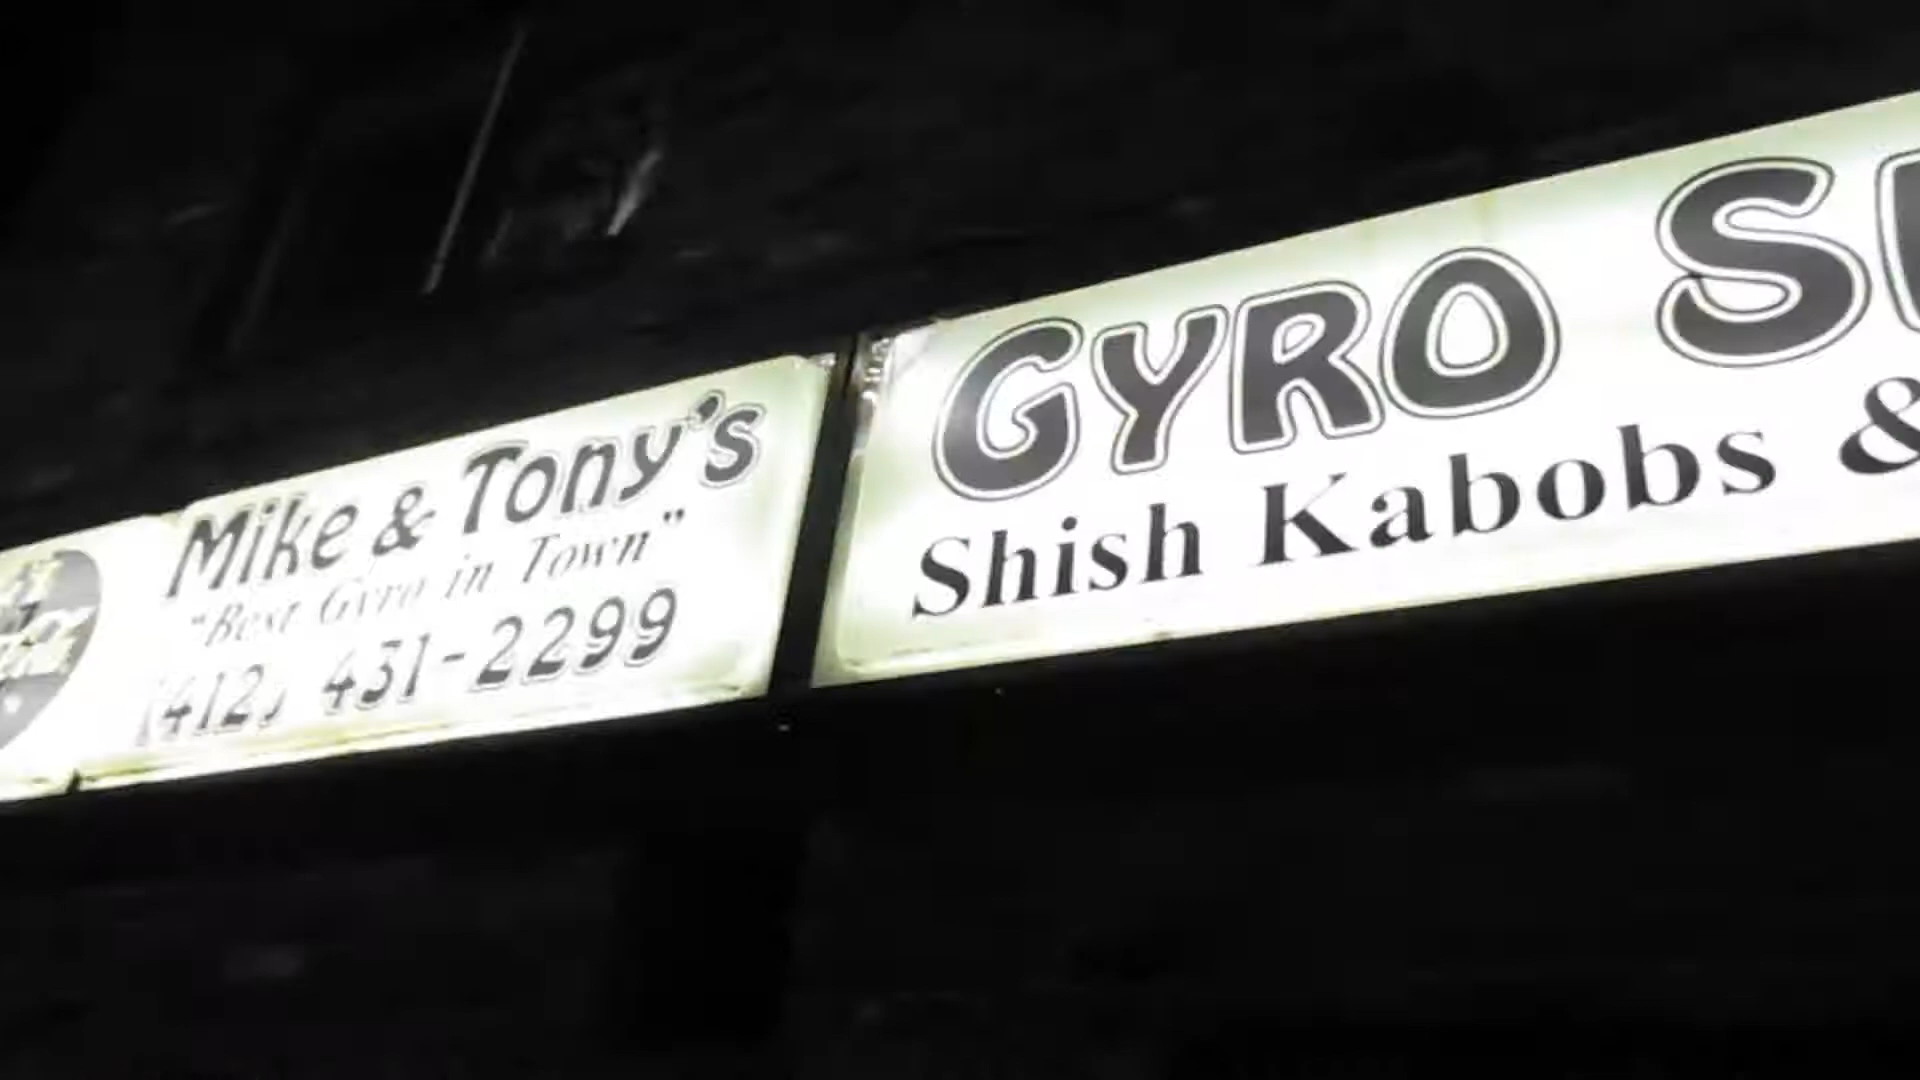 Mike & Tony's
"Best Gyro in Town"
(412) 431-2299
GYRO
Shish Kabobs &